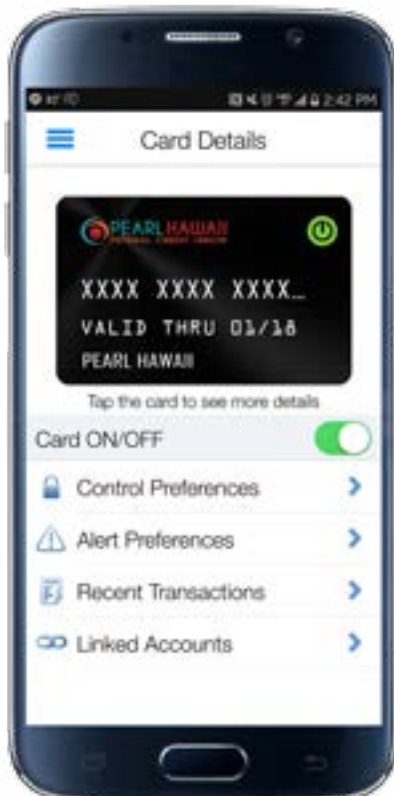 2:42 PM
Card Details
PEARL HAWAII
FEDERAL CREDIT UNION
XXXX XXXX XXXX...
VALID THRU 01/18
PEARL HAWAII
Tap the card to see more details
Card ON/OFF
Control Preferences
Alert Preferences
Recent Transactions
Linked Accounts